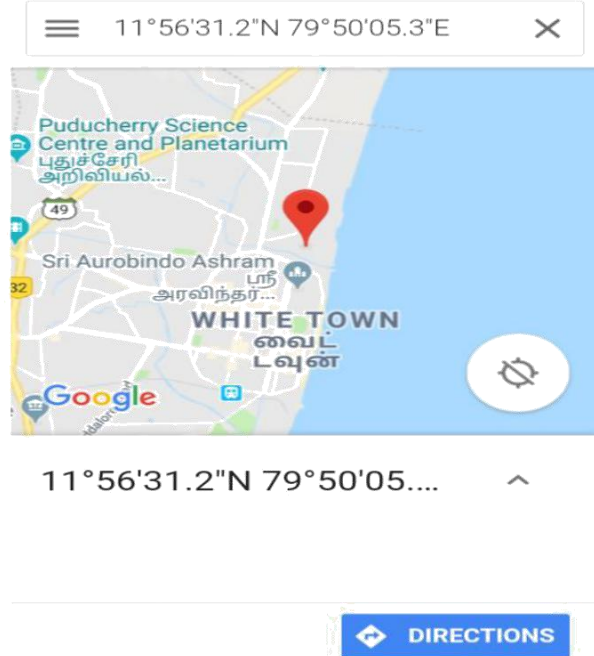 11°56'31.2"N 79°50'05.3"E
Puducherry Science
Centre and Planetarium
புதுச்சேரி
அறிவியல்...
49
Sri Aurobindo Ashram
ஸ்ரீ
அரவிந்தர்...
32
WHITE TOWN
வைட்
டவுன்
Google
11°56'31.2"N 79°50'05....
DIRECTIONS